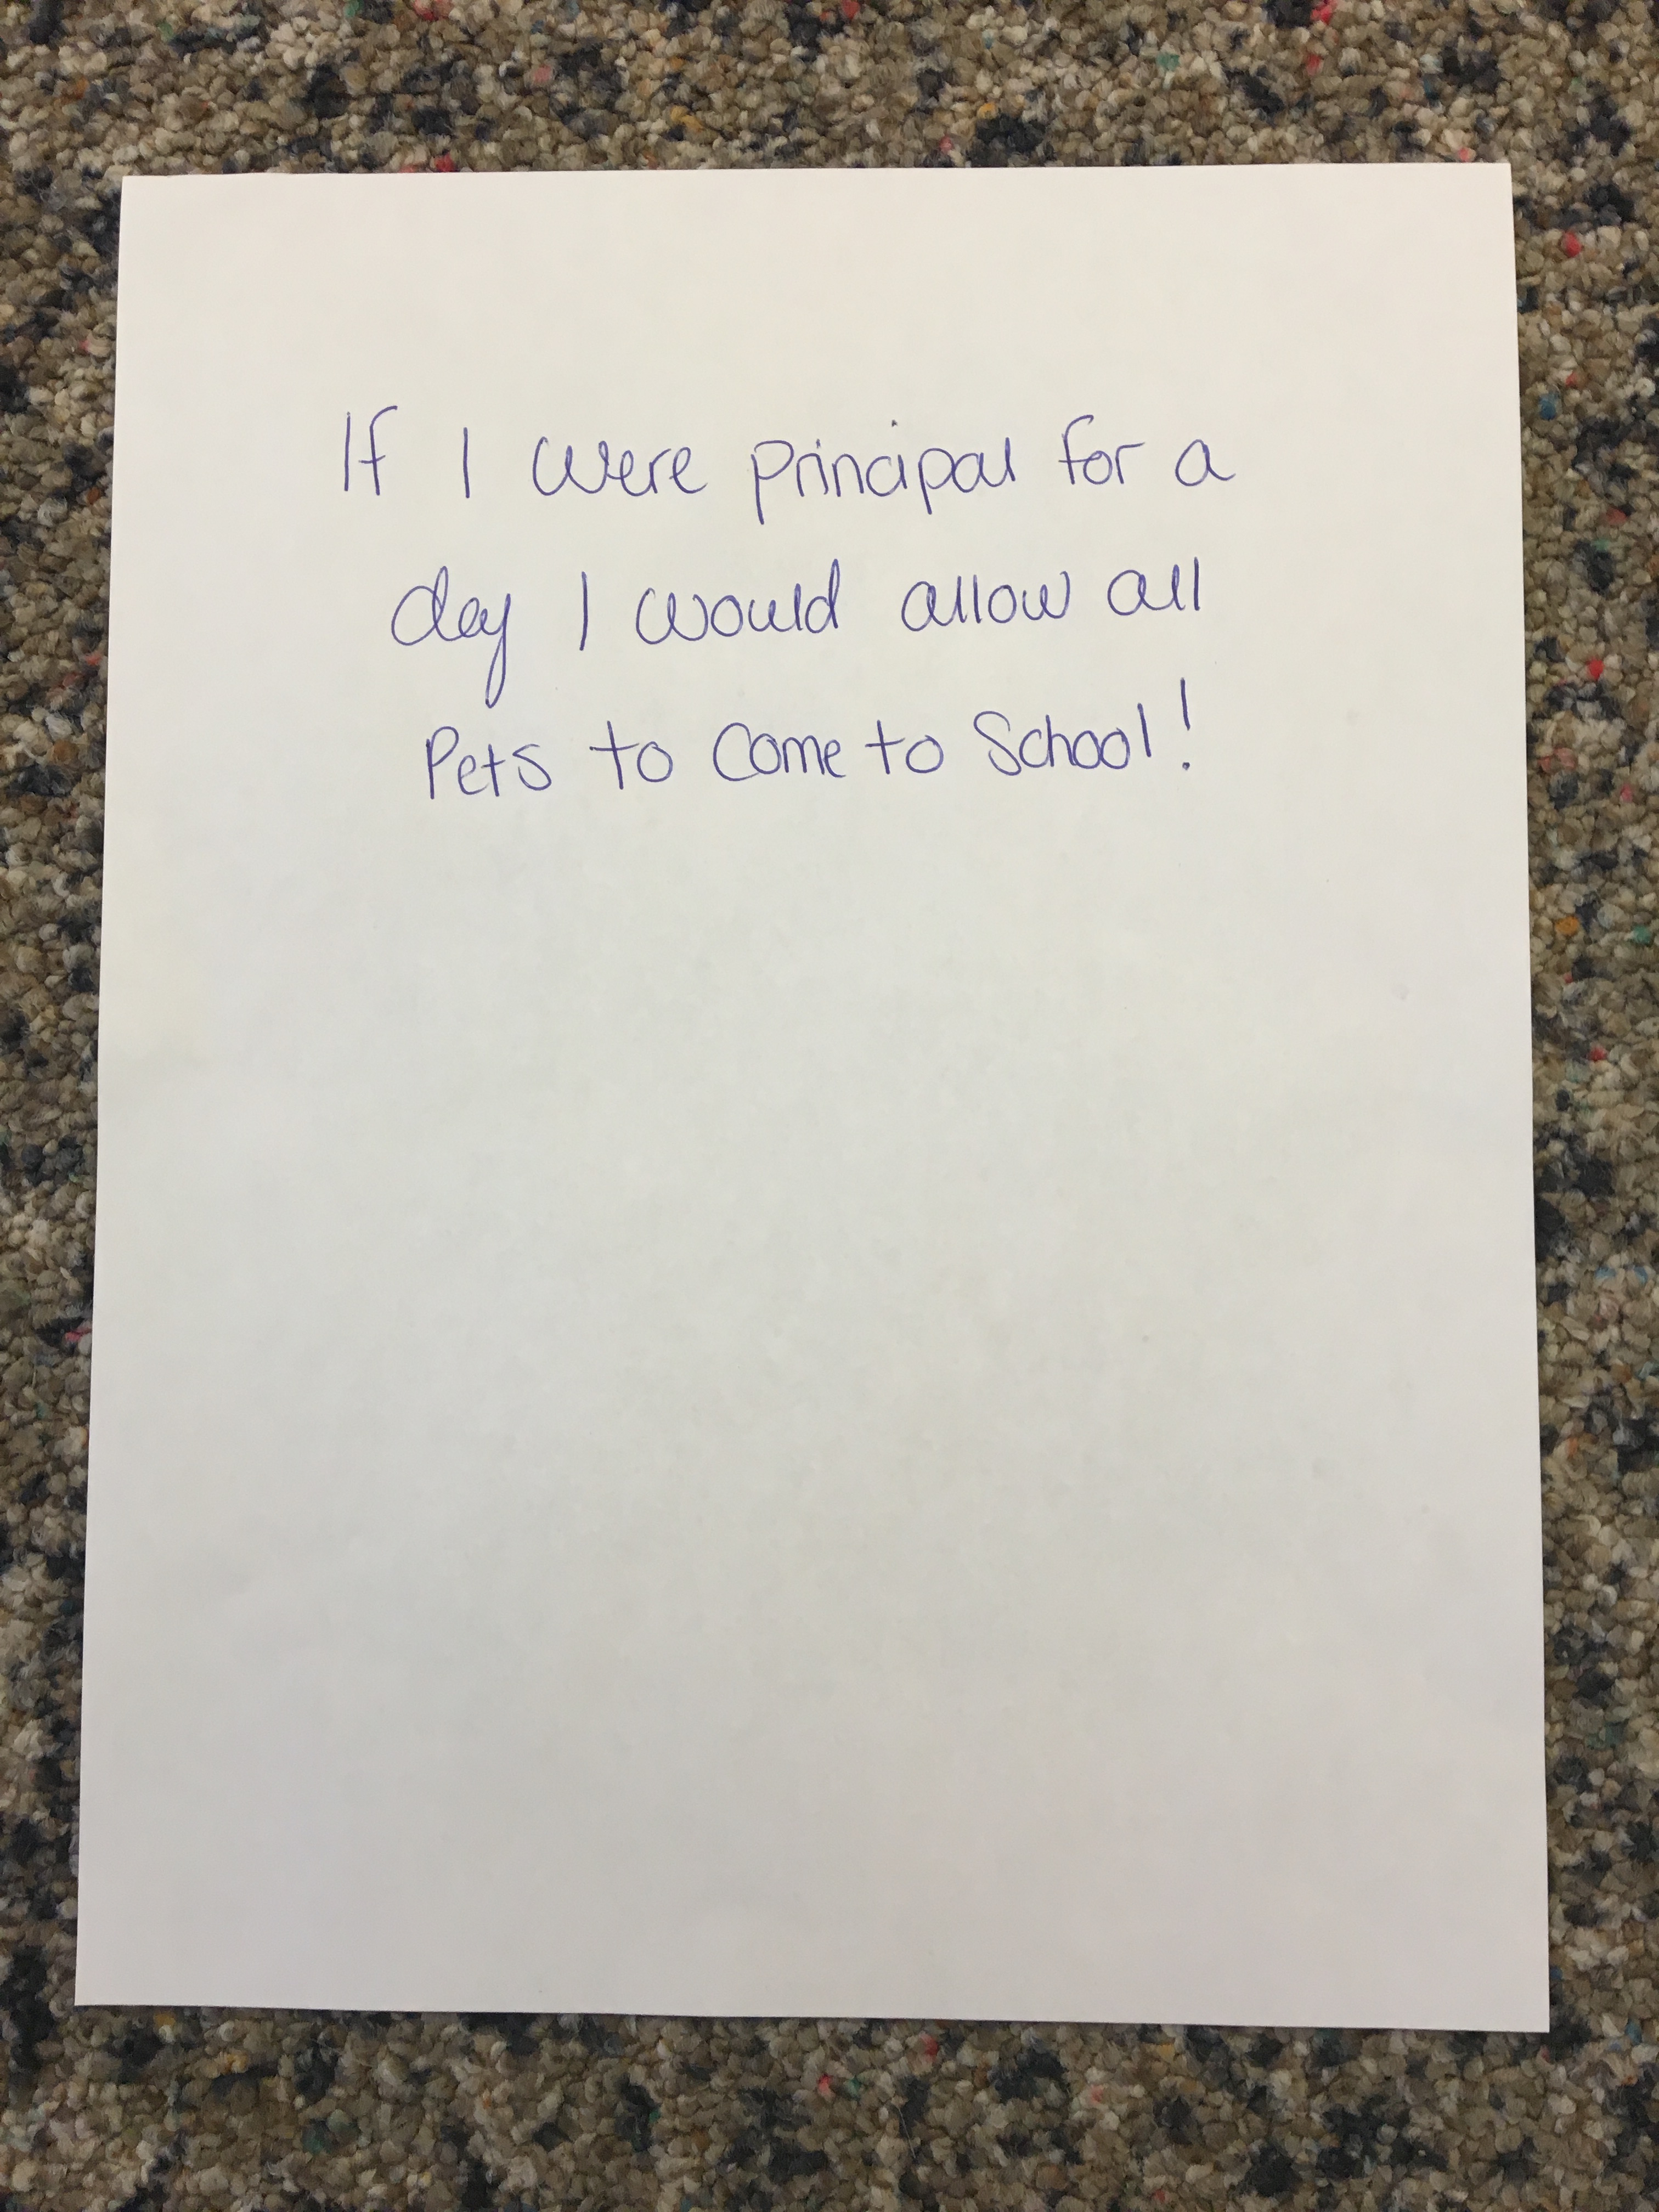 If I were principal for a
day I would allow all
Pets to Come to School!